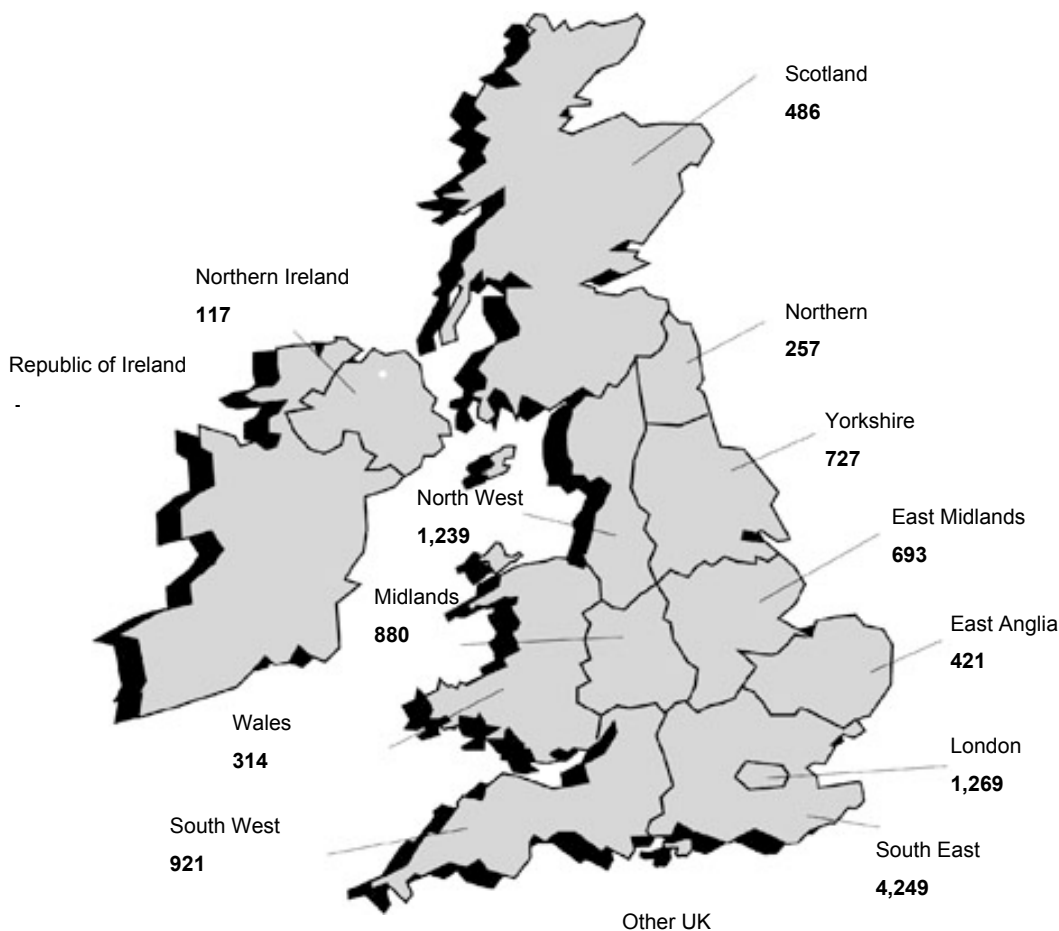 Scotland
486
Northern Ireland
117
Northern
257
Republic of Ireland
-
Yorkshire
727
North West
1,239
East Midlands
693
Midlands
880
East Anglia
421
Wales
314
London
1,269
South West
921
South East
4,249
Other UK